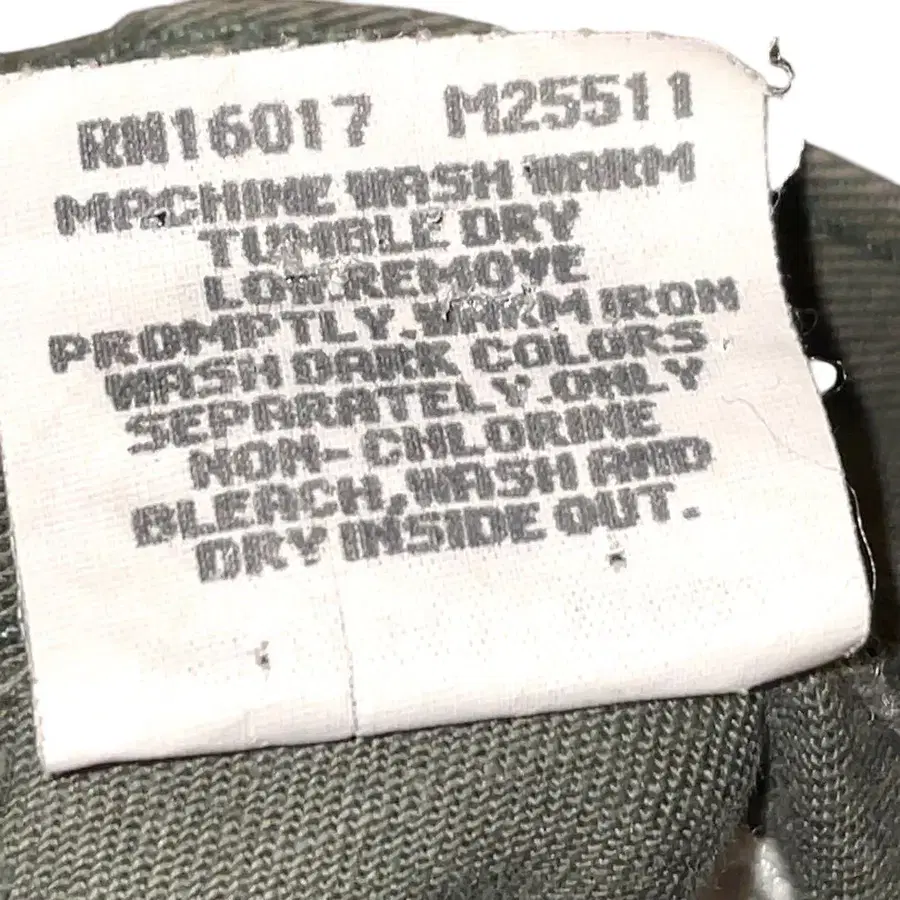 RN16017 M25511
MACHINE WASH WARM
TUMBLE DRY
LOW.REMOVE
PROMPTLY.WARM IRON
WASH DARK COLORS
SEPARATELY.ONLY
NON- CHLORINE
BLEACH,WASH AND
DRY INSIDE OUT.